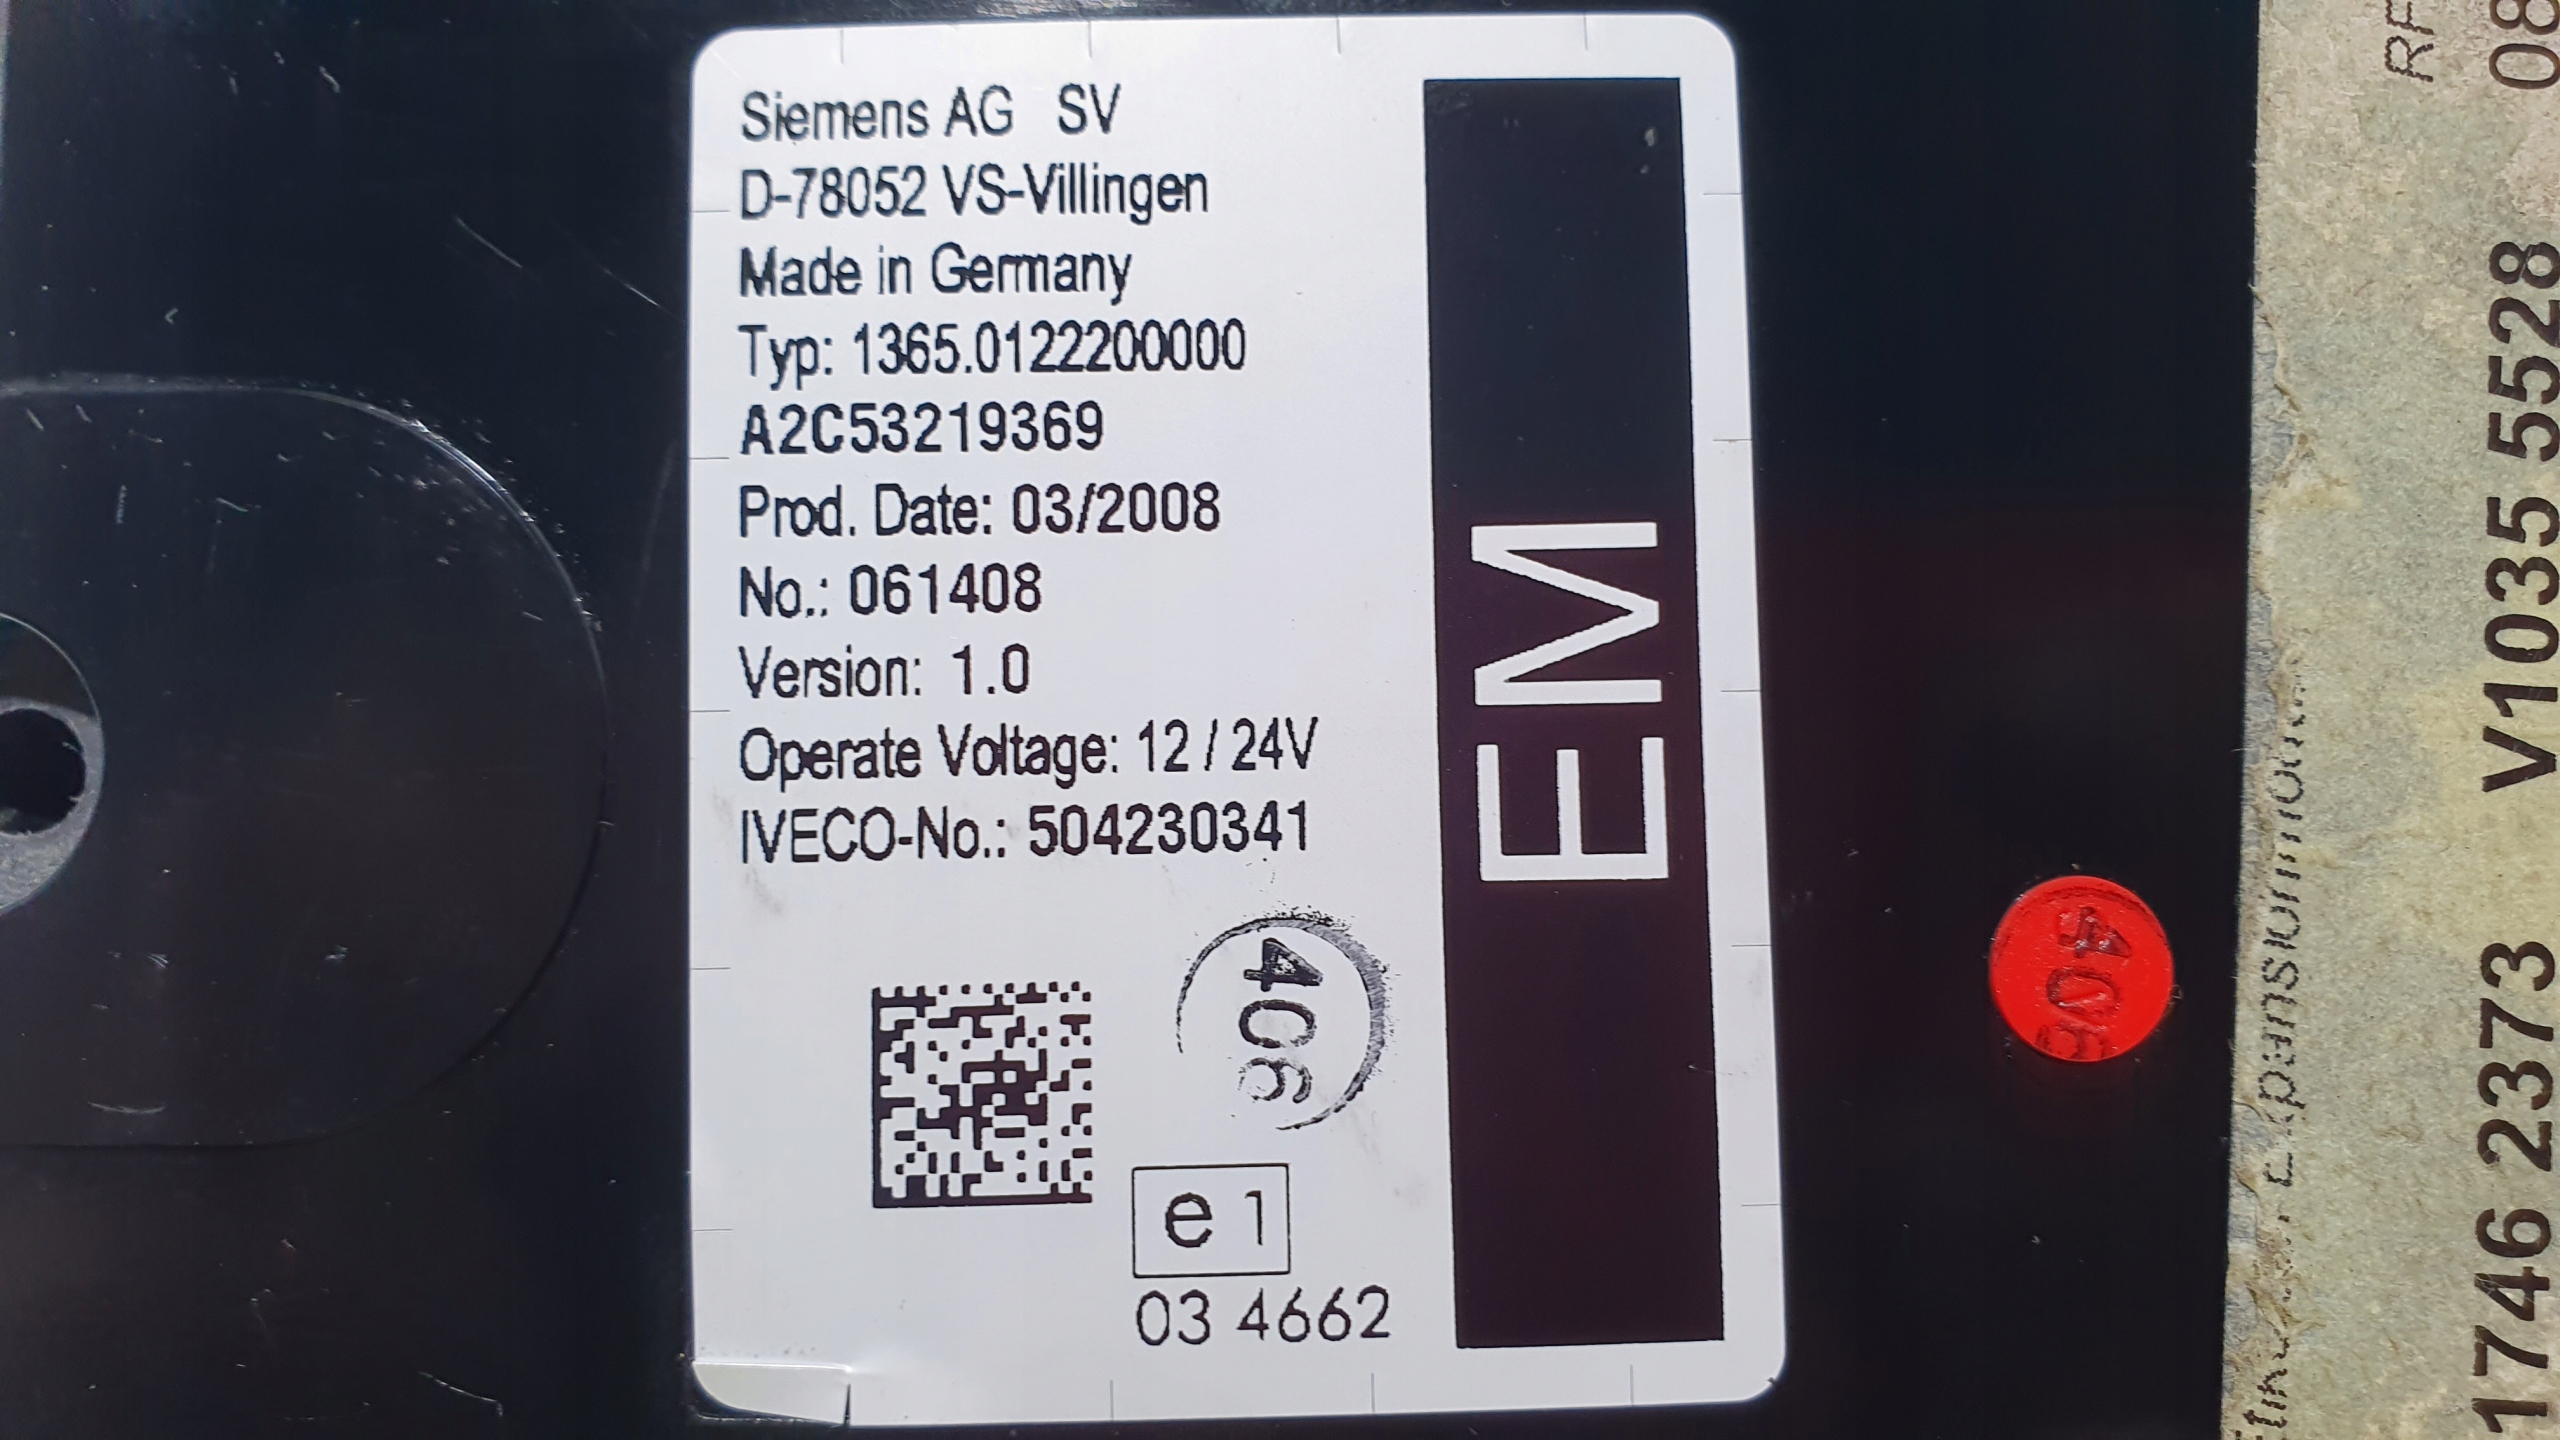 Siemens AG SV
D-78052 VS-Villingen
Made in Germany
Typ: 1365.0122200000
A2C53219369
Prod. Date: 03/2008
No.: 061408
Version: 1.0
Operate Voltage: 12 / 24V
IVECO-No.: 504230341
EM
406
e1
03 4662
406
1746 2373 V1035 5528 08